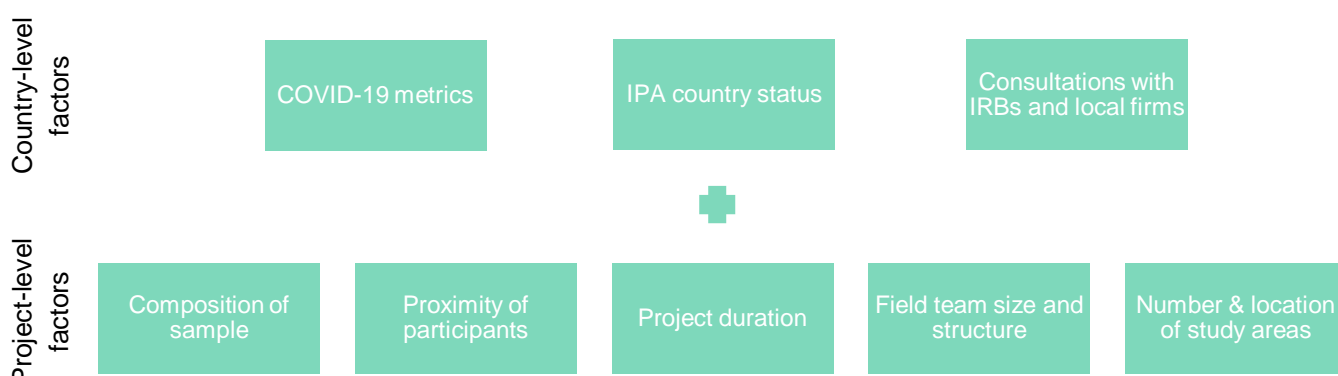 Country-level
factors
COVID-19 metrics
IPA country status
Consultations with
IRBs and local firms
Project-level
factors
Composition of
sample
Proximity of
participants
Project duration
Field team size and
structure
Number & location
of study areas